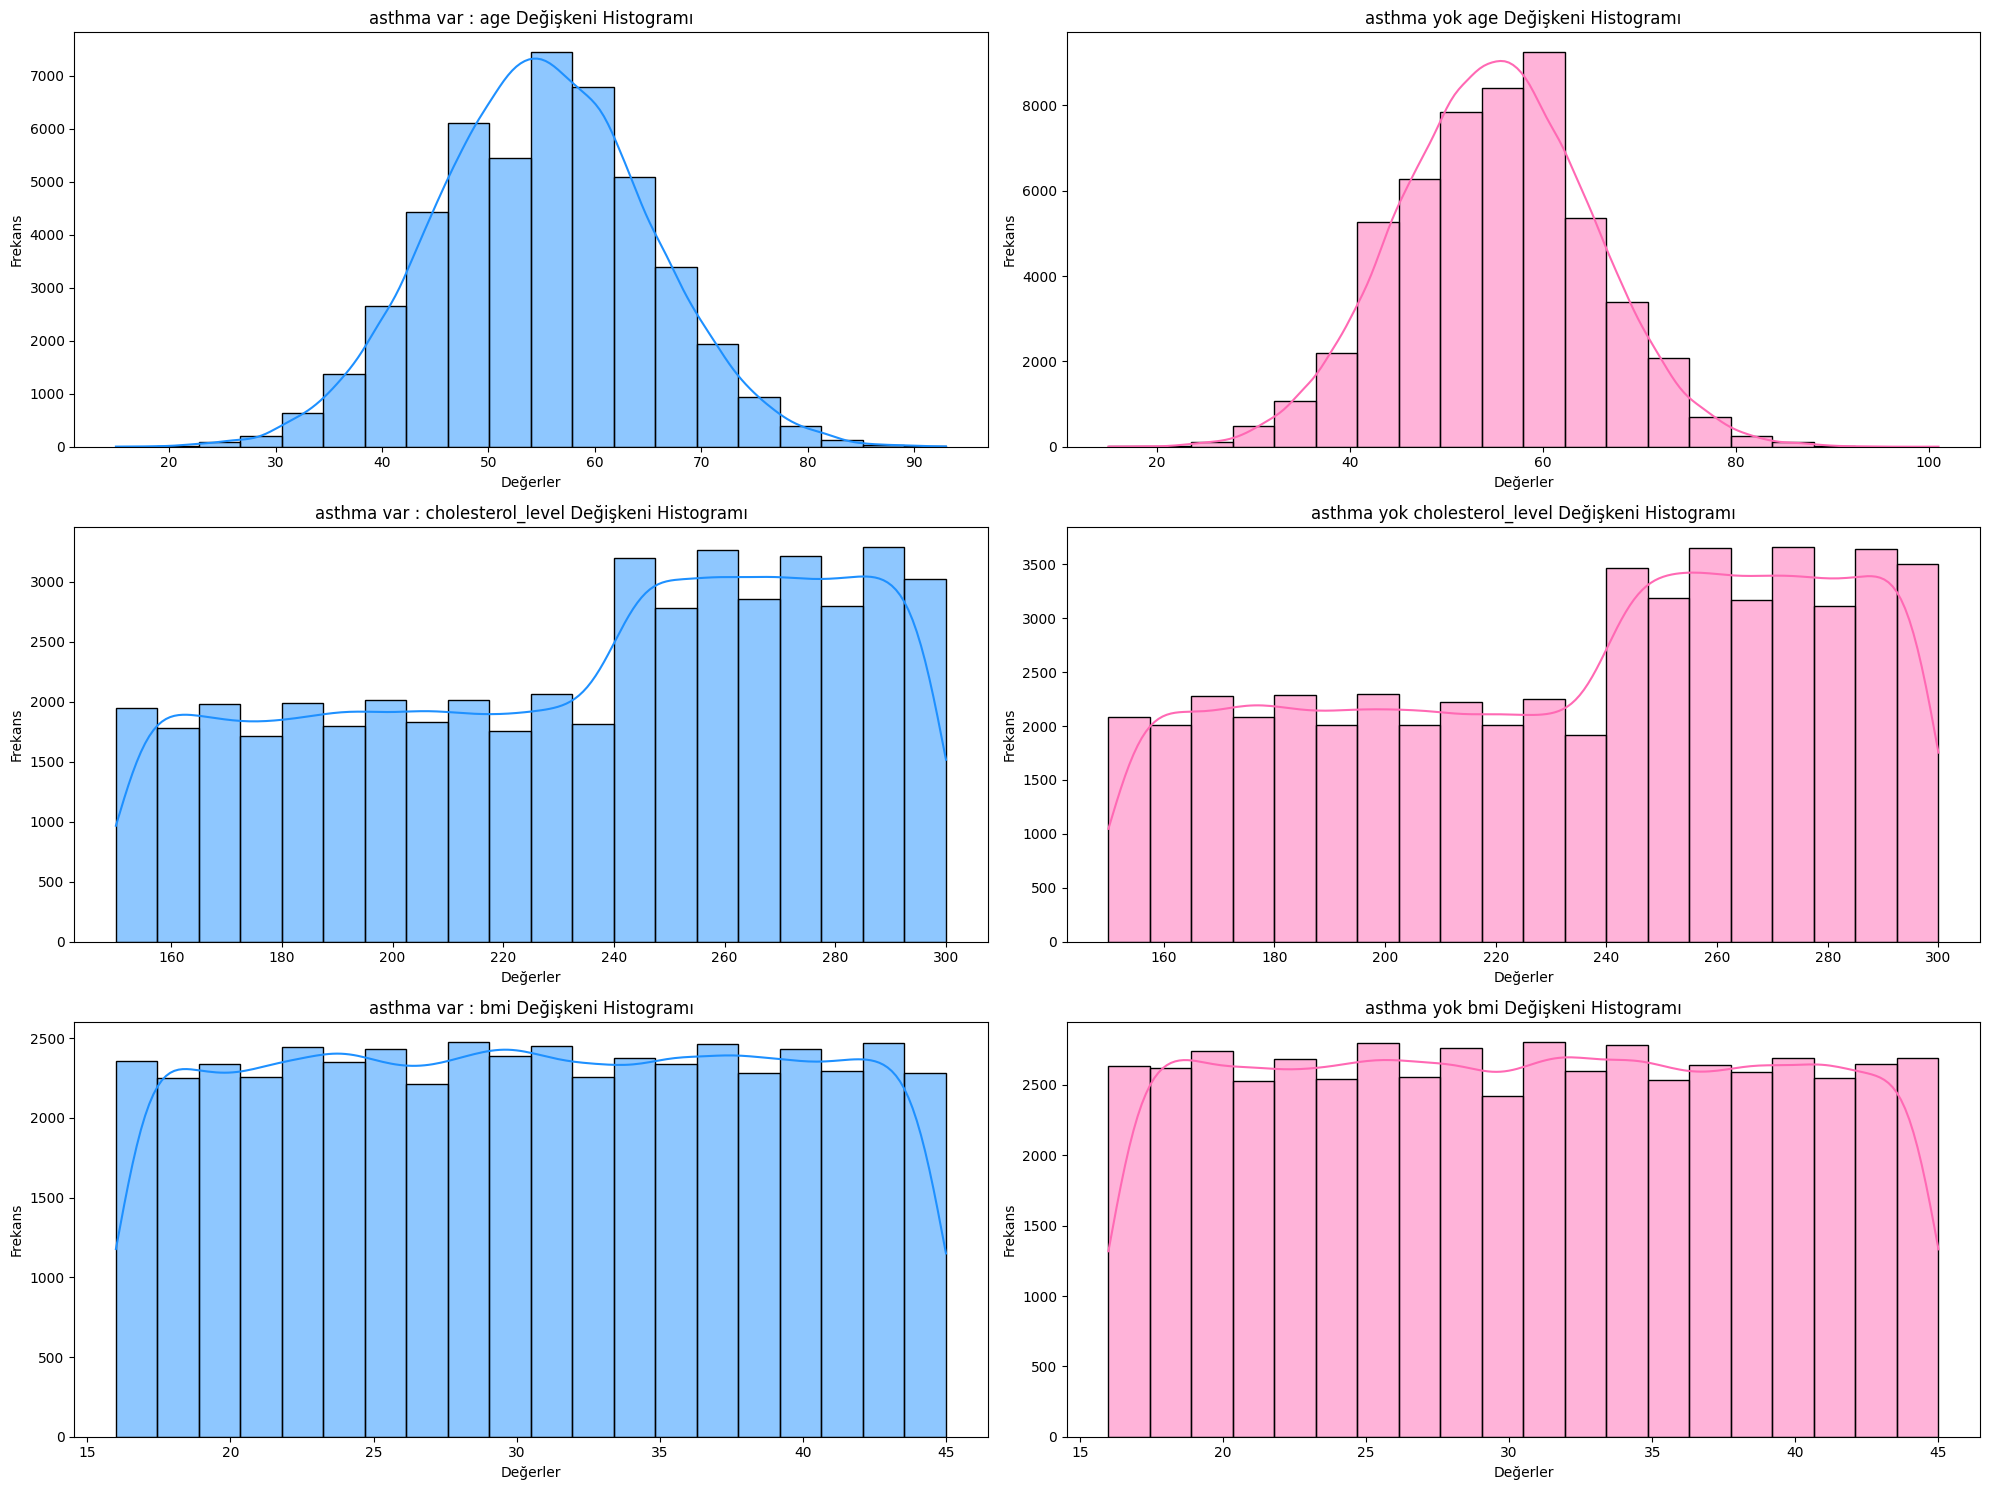 asthma var : age Değişkeni Histogramı
7000
6000
5000
4000
3000
2000
1000
0
Frekans
20 30 40 50 60 70 80 90
Değerler
asthma yok age Değişkeni Histogramı
8000
6000
4000
2000
0
Frekans
20 40 60 80 100
Değerler
asthma var : cholesterol_level Değişkeni Histogramı
3000
2500
2000
1500
1000
500
0
Frekans
160 180 200 220 240 260 280 300
Değerler
asthma yok cholesterol_level Değişkeni Histogramı
3500
3000
2500
2000
1500
1000
500
0
Frekans
160 180 200 220 240 260 280 300
Değerler
asthma var : bmi Değişkeni Histogramı
2500
2000
1500
1000
500
0
Frekans
15 20 25 30 35 40 45
Değerler
asthma yok bmi Değişkeni Histogramı
2500
2000
1500
1000
500
0
Frekans
15 20 25 30 35 40 45
Değerler